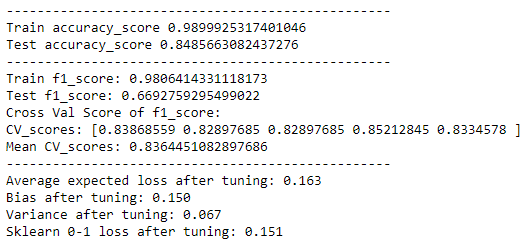 --------------------------------------------------
Train accuracy_score 0.9899925317401046
Test accuracy_score 0.8485663082437276
--------------------------------------------------
Train f1_score: 0.9806414331118173
Test f1_score: 0.6692759295499022
Cross Val Score of f1_score:
CV_scores: [0.83868559 0.82897685 0.82897685 0.85212845 0.8334578 ]
Mean CV_scores: 0.8364451082897686
--------------------------------------------------
Average expected loss after tuning: 0.163
Bias after tuning: 0.150
Variance after tuning: 0.067
Sklearn 0-1 loss after tuning: 0.151